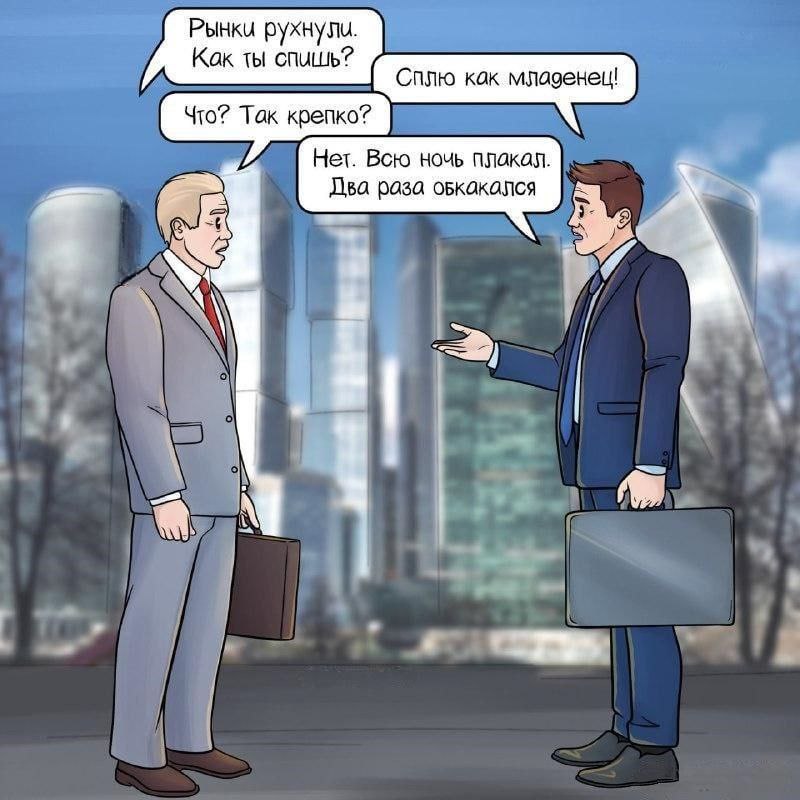 Рынки рухнули.
Как ты спишь?
Сплю как младенец!
Что? Так крепко?
Нет. Всю ночь плакал.
Два раза обкакался